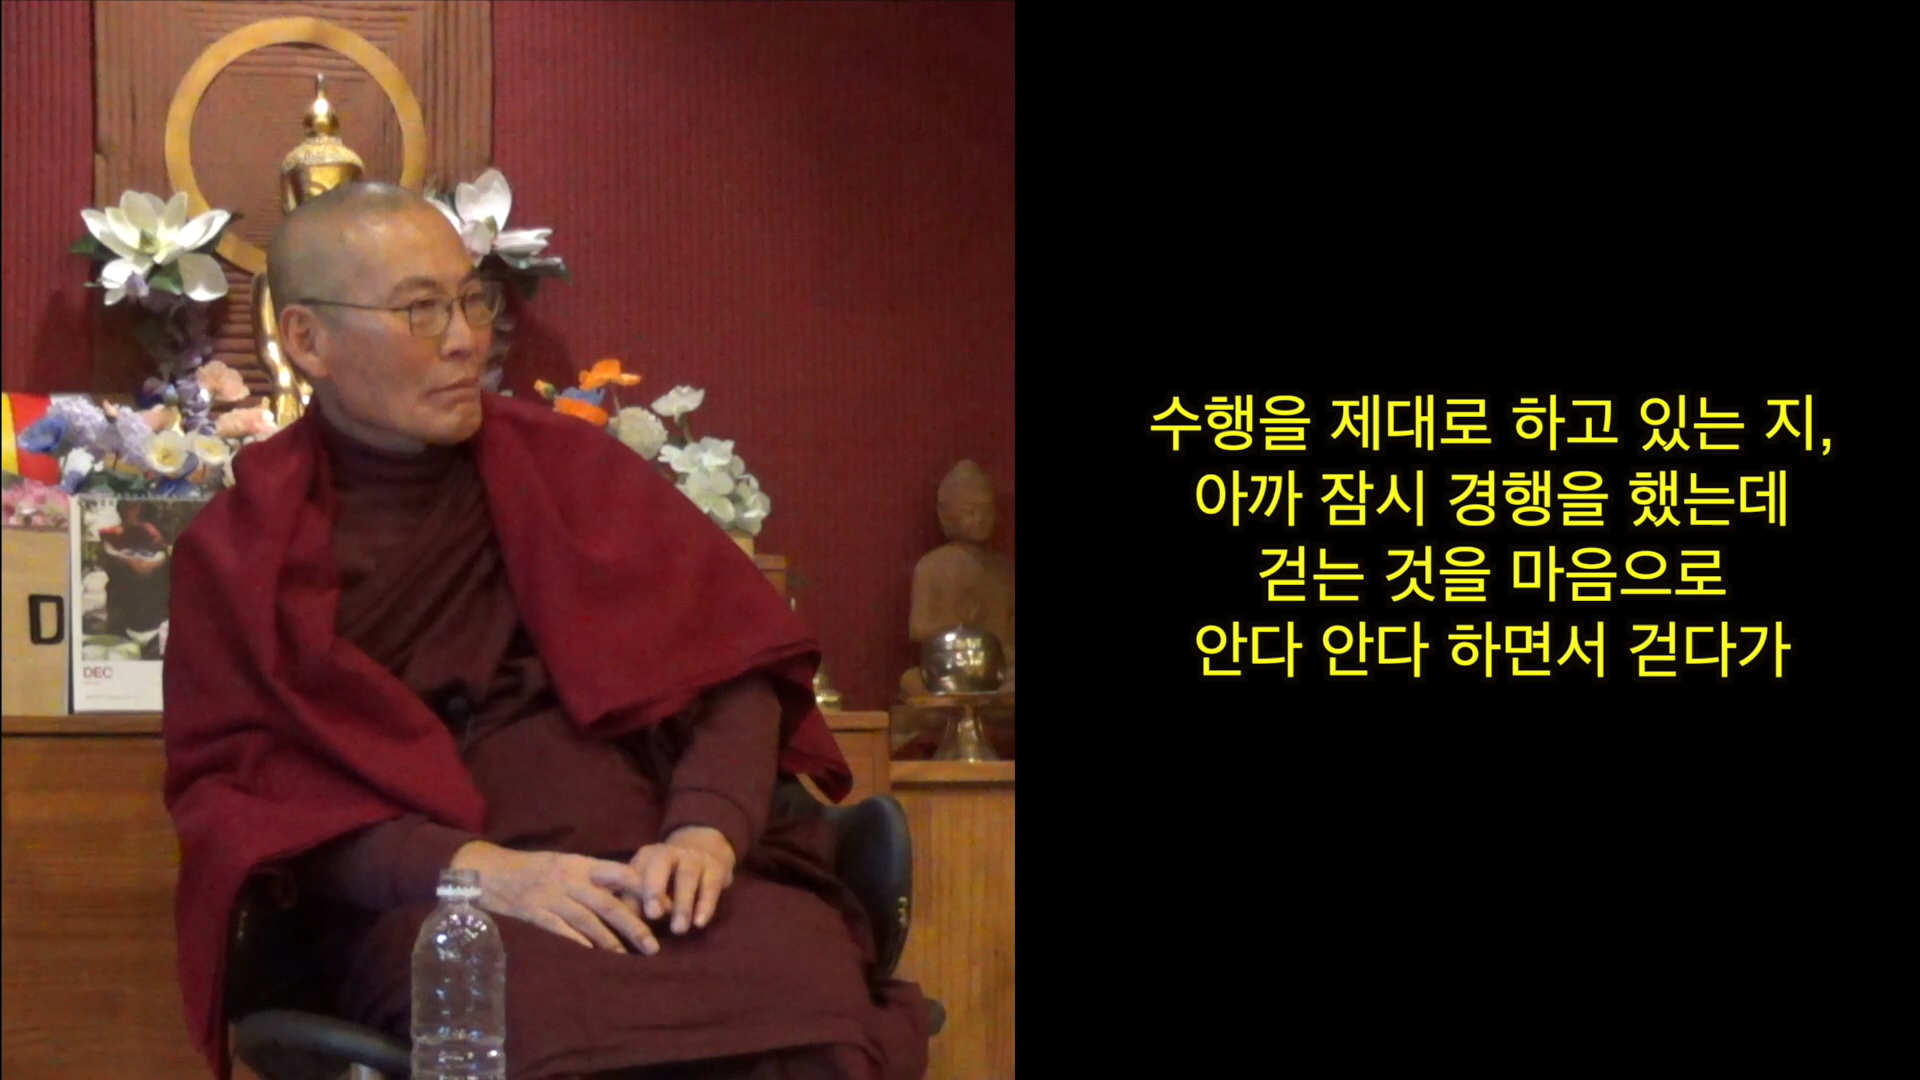 수행을 제대로 하고 있는 지,
아까 잠시 경행을 했는데
걷는 것을 마음으로
안다 안다 하면서 걷다가
D
DEC